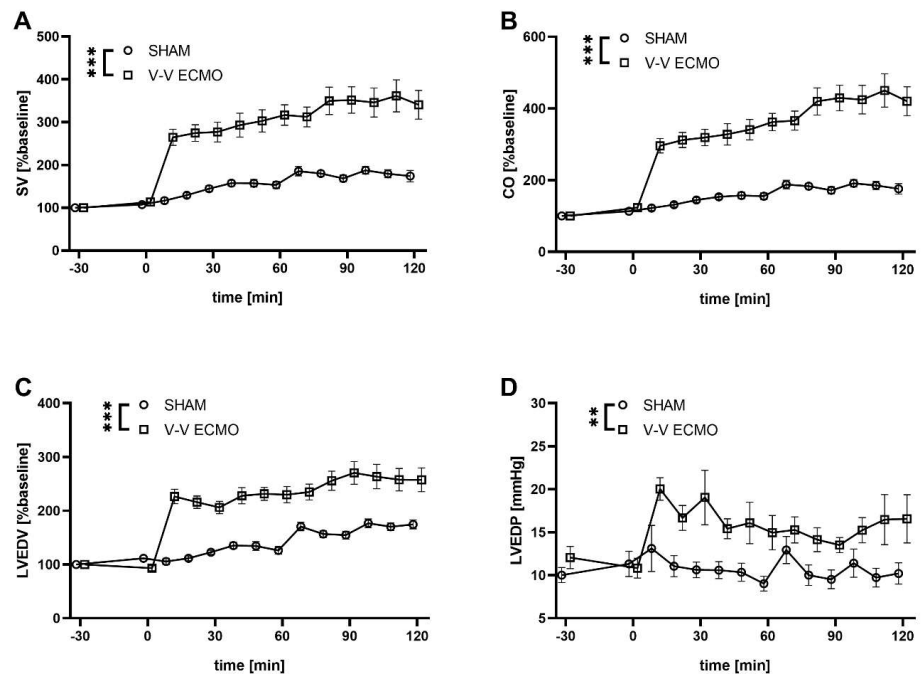 A
SV [%baseline]
500
400
300
200
100
0
***
SHAM
V-V ECMO
-30 0 30 60 90 120
time [min]
B
CO [%baseline]
600
400
200
0
***
SHAM
V-V ECMO
-30 0 30 60 90 120
time [min]
C
LVEDV [%baseline]
400
300
200
100
0
***
SHAM
V-V ECMO
-30 0 30 60 90 120
time [min]
D
LVEDP [mmHg]
30
25
20
15
10
5
**
SHAM
V-V ECMO
-30 0 30 60 90 120
time [min]